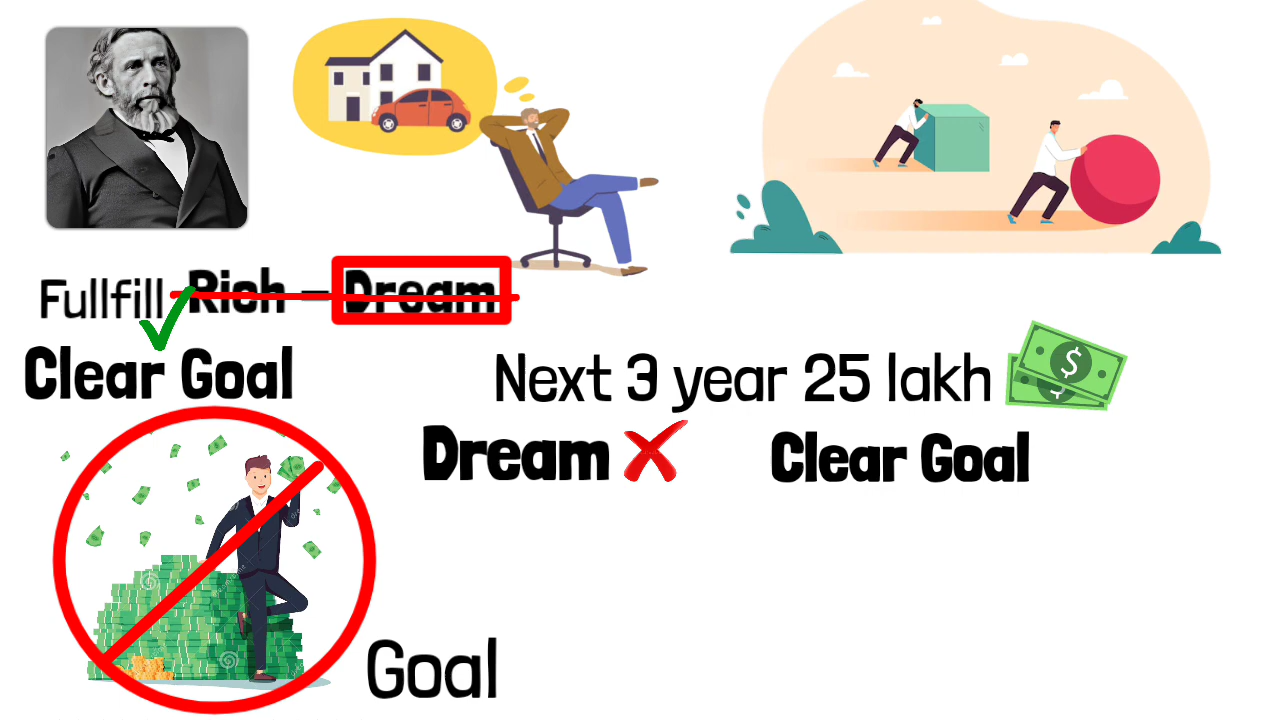 Fullfill Rich – Dream
Clear Goal
Next 3 year 25 lakh
Dream
Clear Goal
Goal